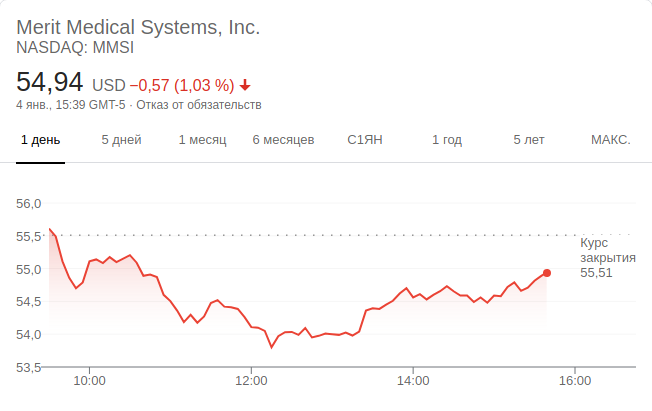 Merit Medical Systems, Inc.
NASDAQ: MMSI
54,94 USD −0,57 (1,03 %)
4 янв., 15:39 GMT-5 · Отказ от обязательств
1 день 5 дней 1 месяц 6 месяцев С1ЯН 1 год 5 лет МАКС.
56,0
55,5
Курс
закрытия
55,51
55,0
54,5
54,0
53,5
10:00 12:00 14:00 16:00